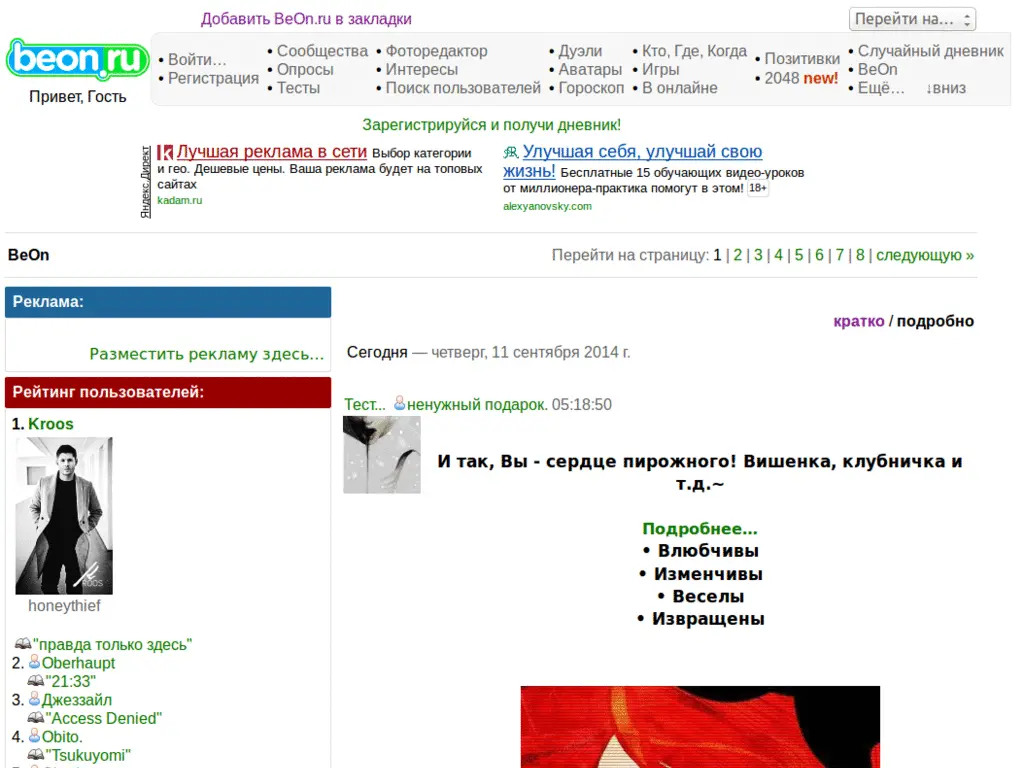 Добавить BeOn.ru в закладки
Перейти на...
beon.ru
Привет, Гость
• Войти…
• Регистрация
• Сообщества
• Опросы
• Тесты
• Фоторедактор
• Интересы
• Поиск пользователей
• Дуэли
• Аватары
• Гороскоп
• Кто, Где, Когда
• Игры
• В онлайне
• Позитивки
• 2048 new!
• Случайный дневник
• BeOn
• Ещё… ↓вниз
Зарегистрируйся и получи дневник!
Яндекс.Директ
Лучшая реклама в сети Выбор категории
и гео. Дешевые цены. Ваша реклама будет на топовых
сайтах
kadam.ru
Улучшая себя, улучшай свою
жизнь! Бесплатные 15 обучающих видео-уроков
от миллионера-практика помогут в этом! 18+
alexyanovsky.com
BeOn
Перейти на страницу: 1 | 2 | 3 | 4 | 5 | 6 | 7 | 8 | следующую »
Реклама:
Разместить рекламу здесь...
Рейтинг пользователей:
1. Kroos
ROOS
honeythief
"правда только здесь"
2. Oberhaupt
"21:33"
3. Джеззайл
"Access Denied"
4. Obito.
"Tsukuyomi"
кратко / подробно
Сегодня — четверг, 11 сентября 2014 г.
Тест... ненужный подарок. 05:18:50
И так, Вы - сердце пирожного! Вишенка, клубничка и
т.д.~
Подробнее...
• Влюбчивы
• Изменчивы
• Веселы
• Извращены